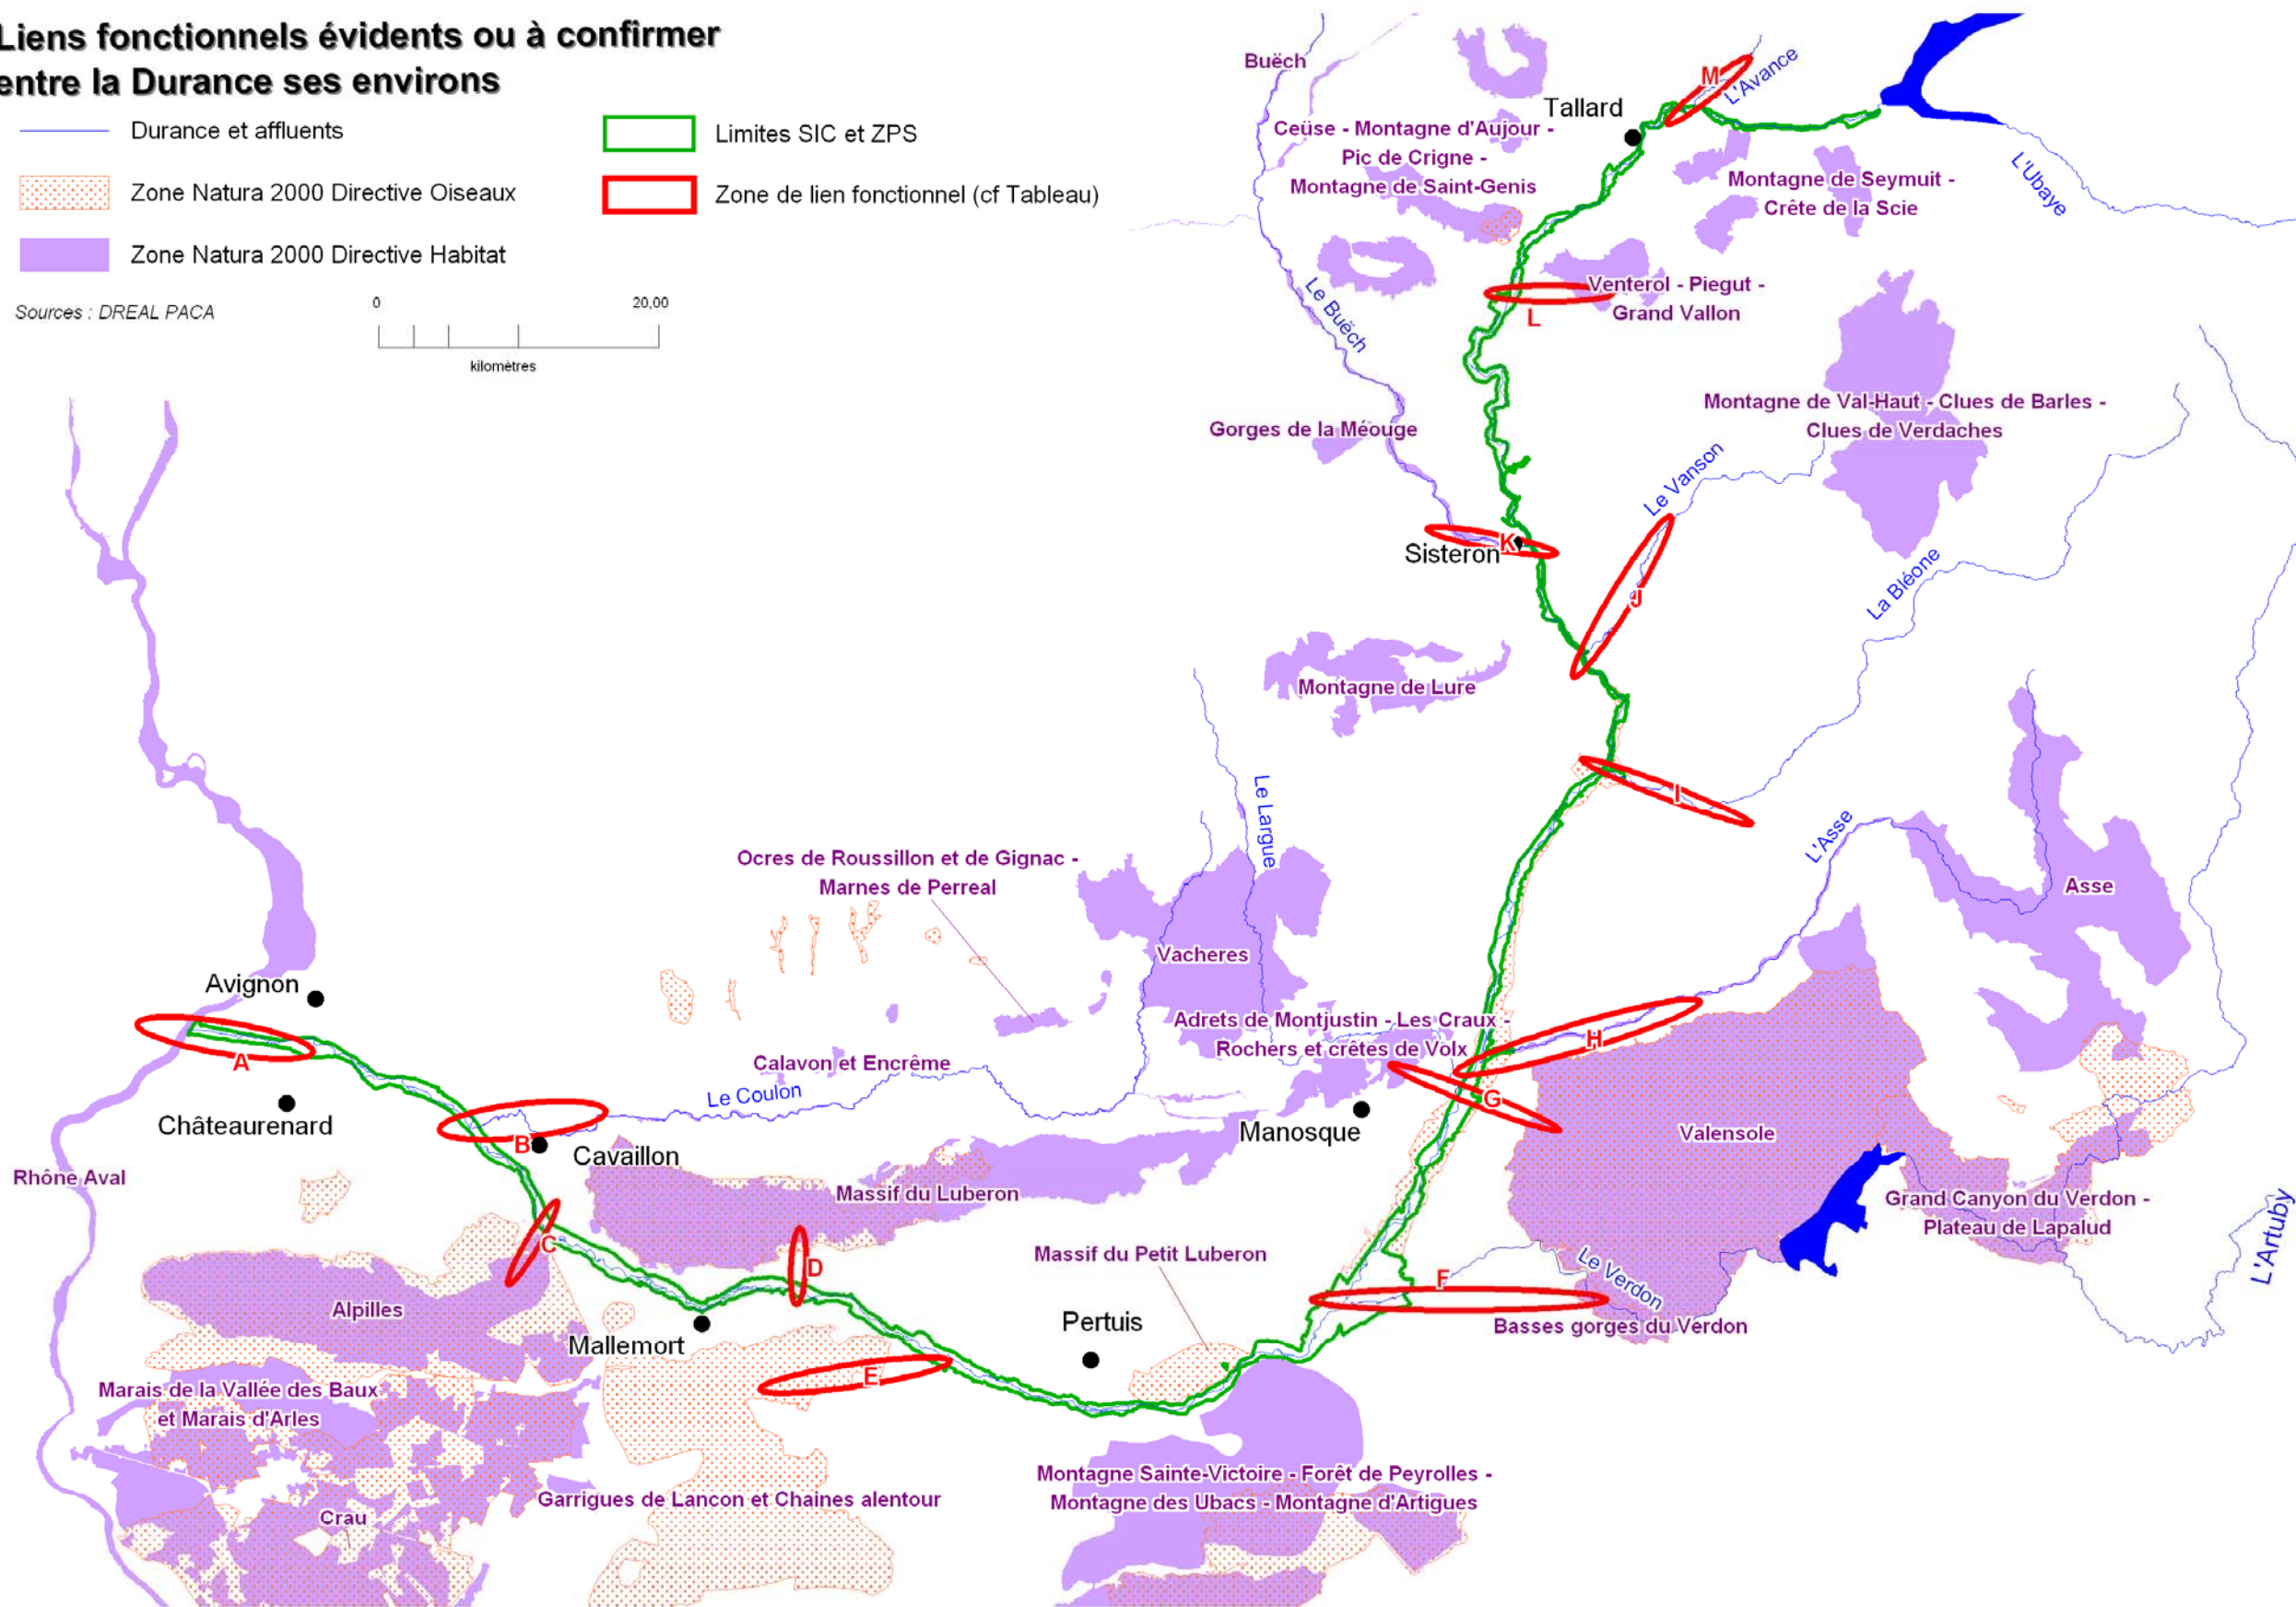 Liens fonctionnels évidents ou à confirmer
entre la Durance ses environs
Durance et affluents
Zone Natura 2000 Directive Oiseaux
Zone Natura 2000 Directive Habitat
Limites SIC et ZPS
Zone de lien fonctionnel (cf Tableau)
Sources : DREAL PACA
0
20,00
kilomètres
Buëch
M
L'Avance
Tallard
Ceüse - Montagne d'Aujour -
Pic de Crigne -
Montagne de Saint-Genis
L'Ubaye
Montagne de Seymuit -
Crête de la Scie
Le Buëch
Venterol - Piegut -
Grand Vallon
L
Montagne de Val-Haut - Clues de Barles -
Clues de Verdaches
Gorges de la Méouge
Le Vanson
K
Sisteron
La Bléone
J
Montagne de Lure
I
Le Largue
L'Asse
Ocres de Roussillon et de Gignac -
Marnes de Perreal
Asse
Vacheres
Avignon
A
Adrets de Montjustin - Les Craux -
Rochers et crêtes de Volx
H
Calavon et Encrême
Le Coulon
G
Châteaurenard
B
Cavaillon
Manosque
Valensole
Rhône Aval
Massif du Luberon
Grand Canyon du Verdon -
Plateau de Lapalud
L'Artuby
C
D
Massif du Petit Luberon
F
Le Verdon
Alpilles
Mallemort
Pertuis
Basses gorges du Verdon
E
Marais de la Vallée des Baux
et Marais d'Arles
Garrigues de Lancon et Chaines alentour
Montagne Sainte-Victoire - Forêt de Peyrolles -
Montagne des Ubacs - Montagne d'Artigues
Crau